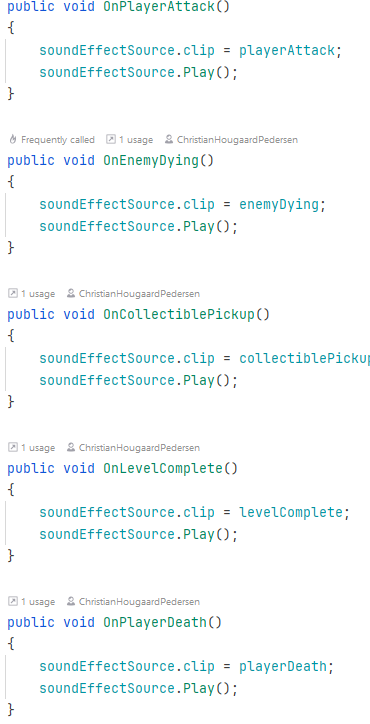 public void OnPlayerAttack()
{
soundEffectSource.clip = playerAttack;
soundEffectSource.Play();
}
Frequently called 1 usage ChristianHougaardPedersen
public void OnEnemyDying()
{
soundEffectSource.clip = enemyDying;
soundEffectSource.Play();
}
1 usage ChristianHougaardPedersen
public void OnCollectiblePickup()
{
soundEffectSource.clip = collectiblePickup
soundEffectSource.Play();
}
1 usage ChristianHougaardPedersen
public void OnLevelComplete()
{
soundEffectSource.clip = levelComplete;
soundEffectSource.Play();
}
1 usage ChristianHougaardPedersen
public void OnPlayerDeath()
{
soundEffectSource.clip = playerDeath;
soundEffectSource.Play();
}